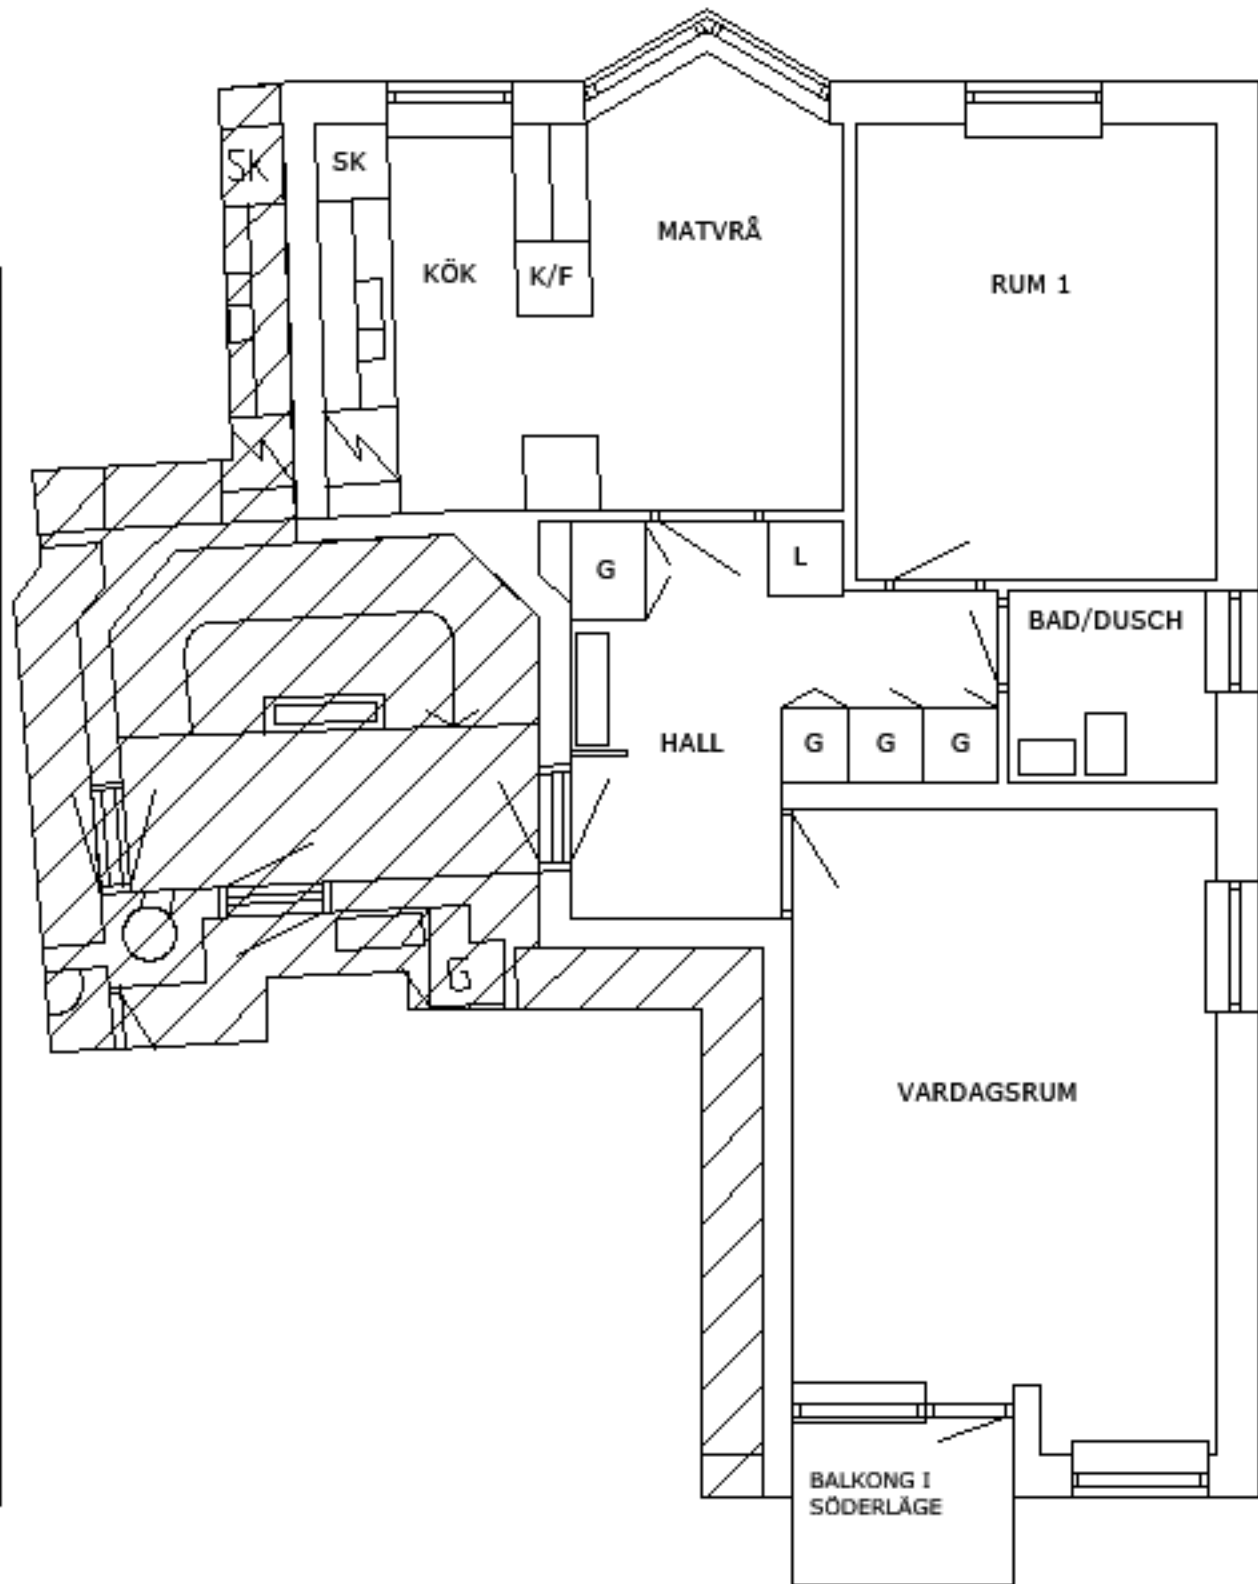 SK
SK
MATVRÅ
KÖK
K/F
RUM 1
G
L
BAD/DUSCH
HALL
G
G
G
G
VARDAGSRUM
BALKONG I
SÖDERLÄGE